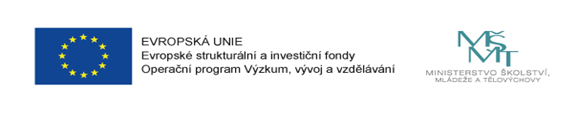 EVROPSKÁ UNIE
Evropské strukturální a investiční fondy
Operační program Výzkum, vývoj a vzdělávání
MŠMT
MINISTERSTVO ŠKOLSTVÍ,
MLÁDEŽE A TĚLOVÝCHOVY